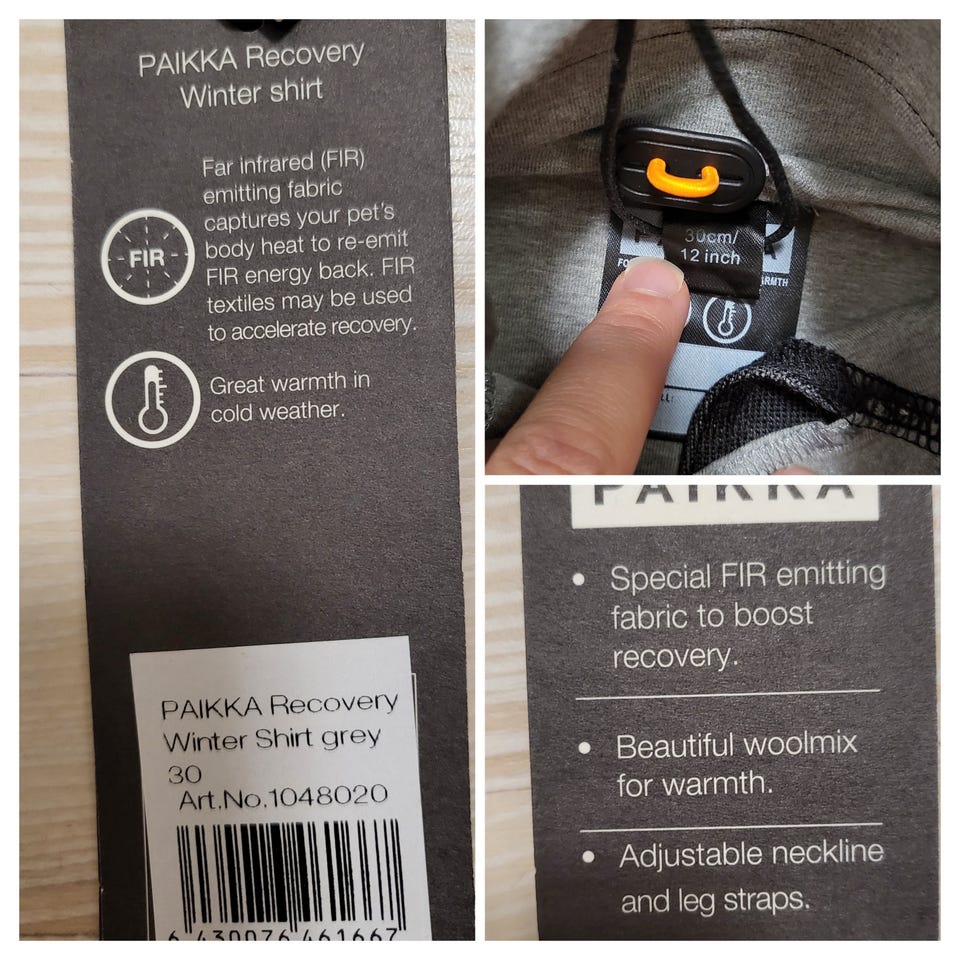 PAIKKA Recovery
Winter shirt
FIR
Far infrared (FIR)
emitting fabric
captures your pet's
body heat to re-emit
FIR energy back. FIR
textiles may be used
to accelerate recovery.
Great warmth in
cold weather.
PAIKKA Recovery
Winter Shirt grey
30
Art.No.1048020
6 430076 461667
30cm/
12 inch
PAIKKA
• Special FIR emitting
fabric to boost
recovery.
• Beautiful woolmix
for warmth.
• Adjustable neckline
and leg straps.